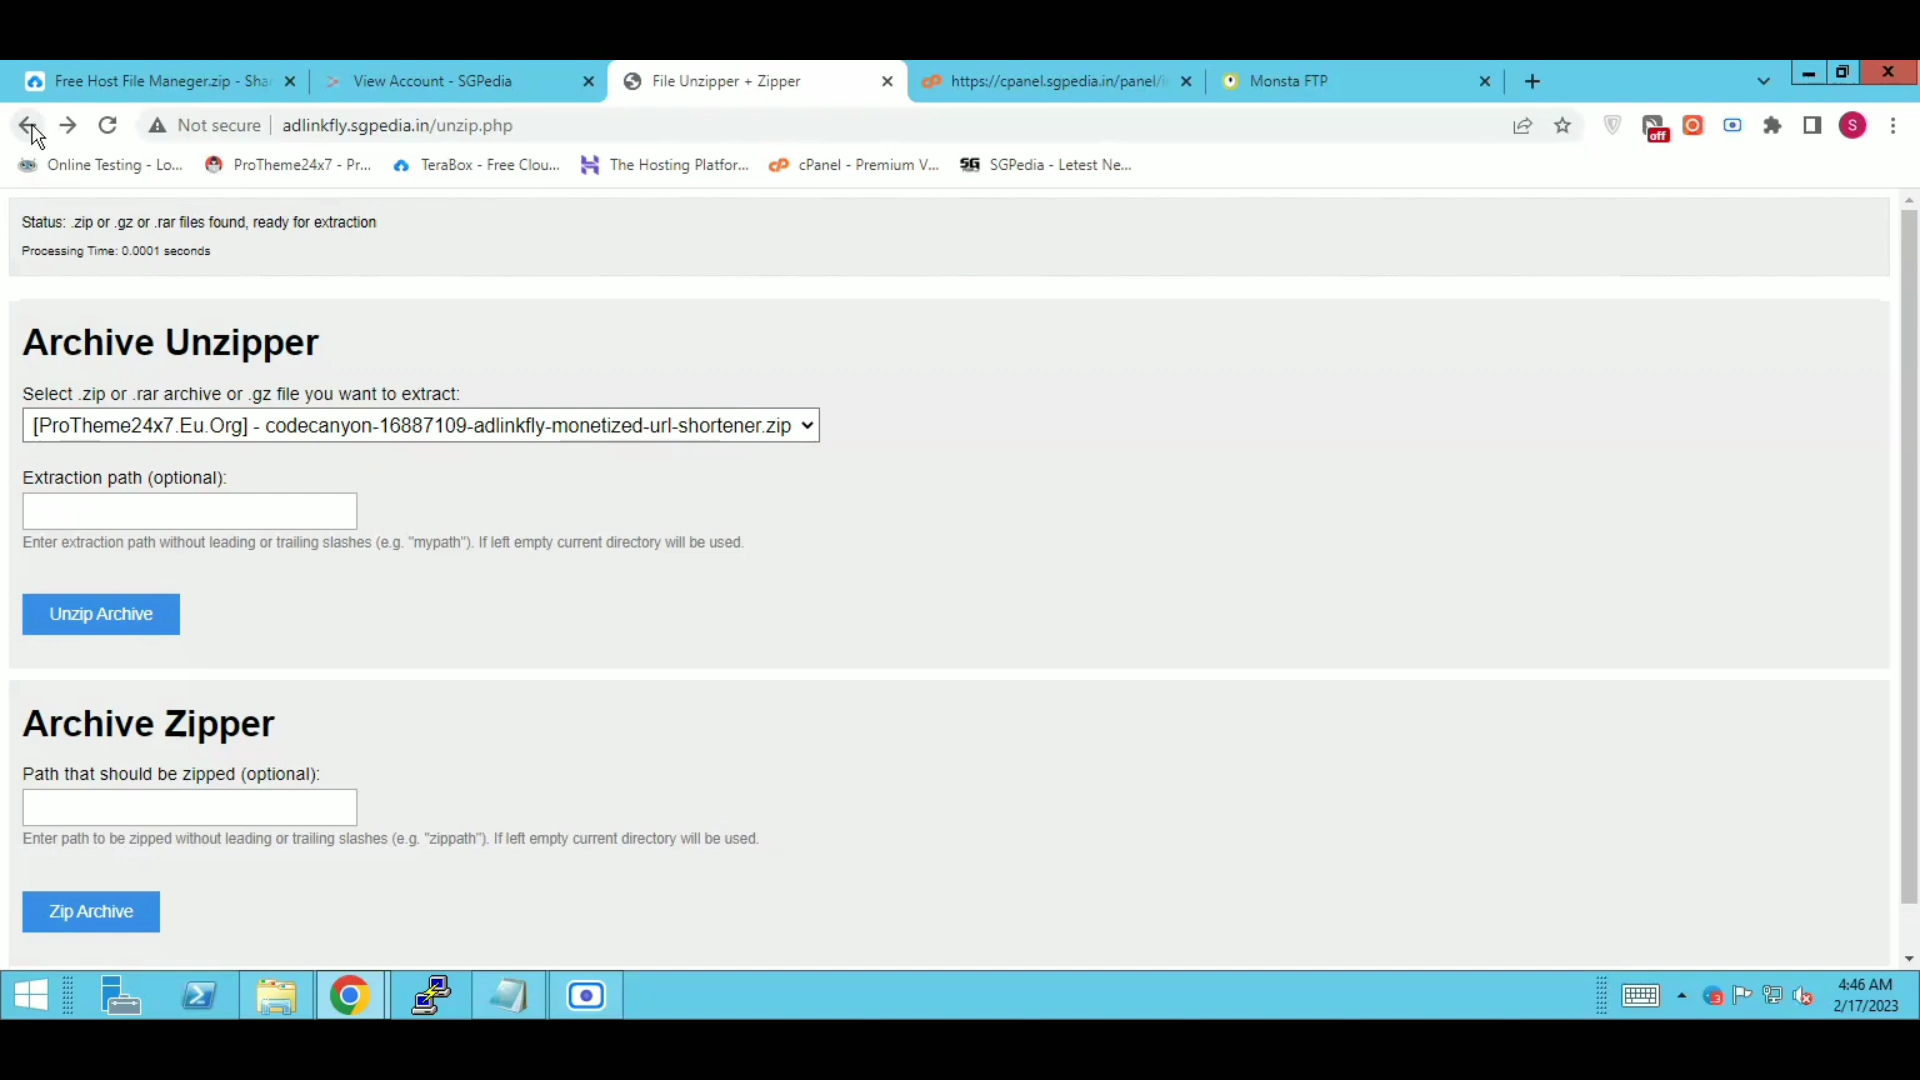 Free Host File Maneger.zip - Sha
View Account - SGPedia
File Unzipper + Zipper
https://cpanel.sgpedia.in/panel/i
Monsta FTP
Not secure
adlinkfly.sgpedia.in/unzip.php
off
S
Online Testing - Lo...
ProTheme24x7 - Pr...
TeraBox - Free Clou...
The Hosting Platfor...
cPanel - Premium V...
SG SGPedia - Letest Ne...
Status: .zip or .gz or .rar files found, ready for extraction
Processing Time: 0.0001 seconds
Archive Unzipper
Select .zip or .rar archive or .gz file you want to extract:
[ProTheme24x7.Eu.Org] - codecanyon-16887109-adlinkfly-monetized-url-shortener.zip
Extraction path (optional):
Enter extraction path without leading or trailing slashes (e.g. "mypath"). If left empty current directory will be used.
Unzip Archive
Archive Zipper
Path that should be zipped (optional):
Enter path to be zipped without leading or trailing slashes (e.g. "zippath"). If left empty current directory will be used.
Zip Archive
4:46 AM
2/17/2023